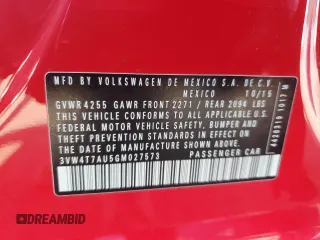 MFD BY VOLKSWAGEN DE MEXICO S.A. DE C.V.
MEXICO 10/15
GVWR 4255 GAWR FRONT 2271 / REAR 2094 LBS
THIS VEHICLE CONFORMS TO ALL APPLICABLE U.S.
FEDERAL MOTOR VEHICLE SAFETY, BUMPER AND
THEFT PREVENTION STANDARDS IN EFFECT ON THE
DATE OF MANUFACTURE SHOWN ABOVE.
3VW4T7AU5GM027573 PASSENGER CAR
DREAMBID